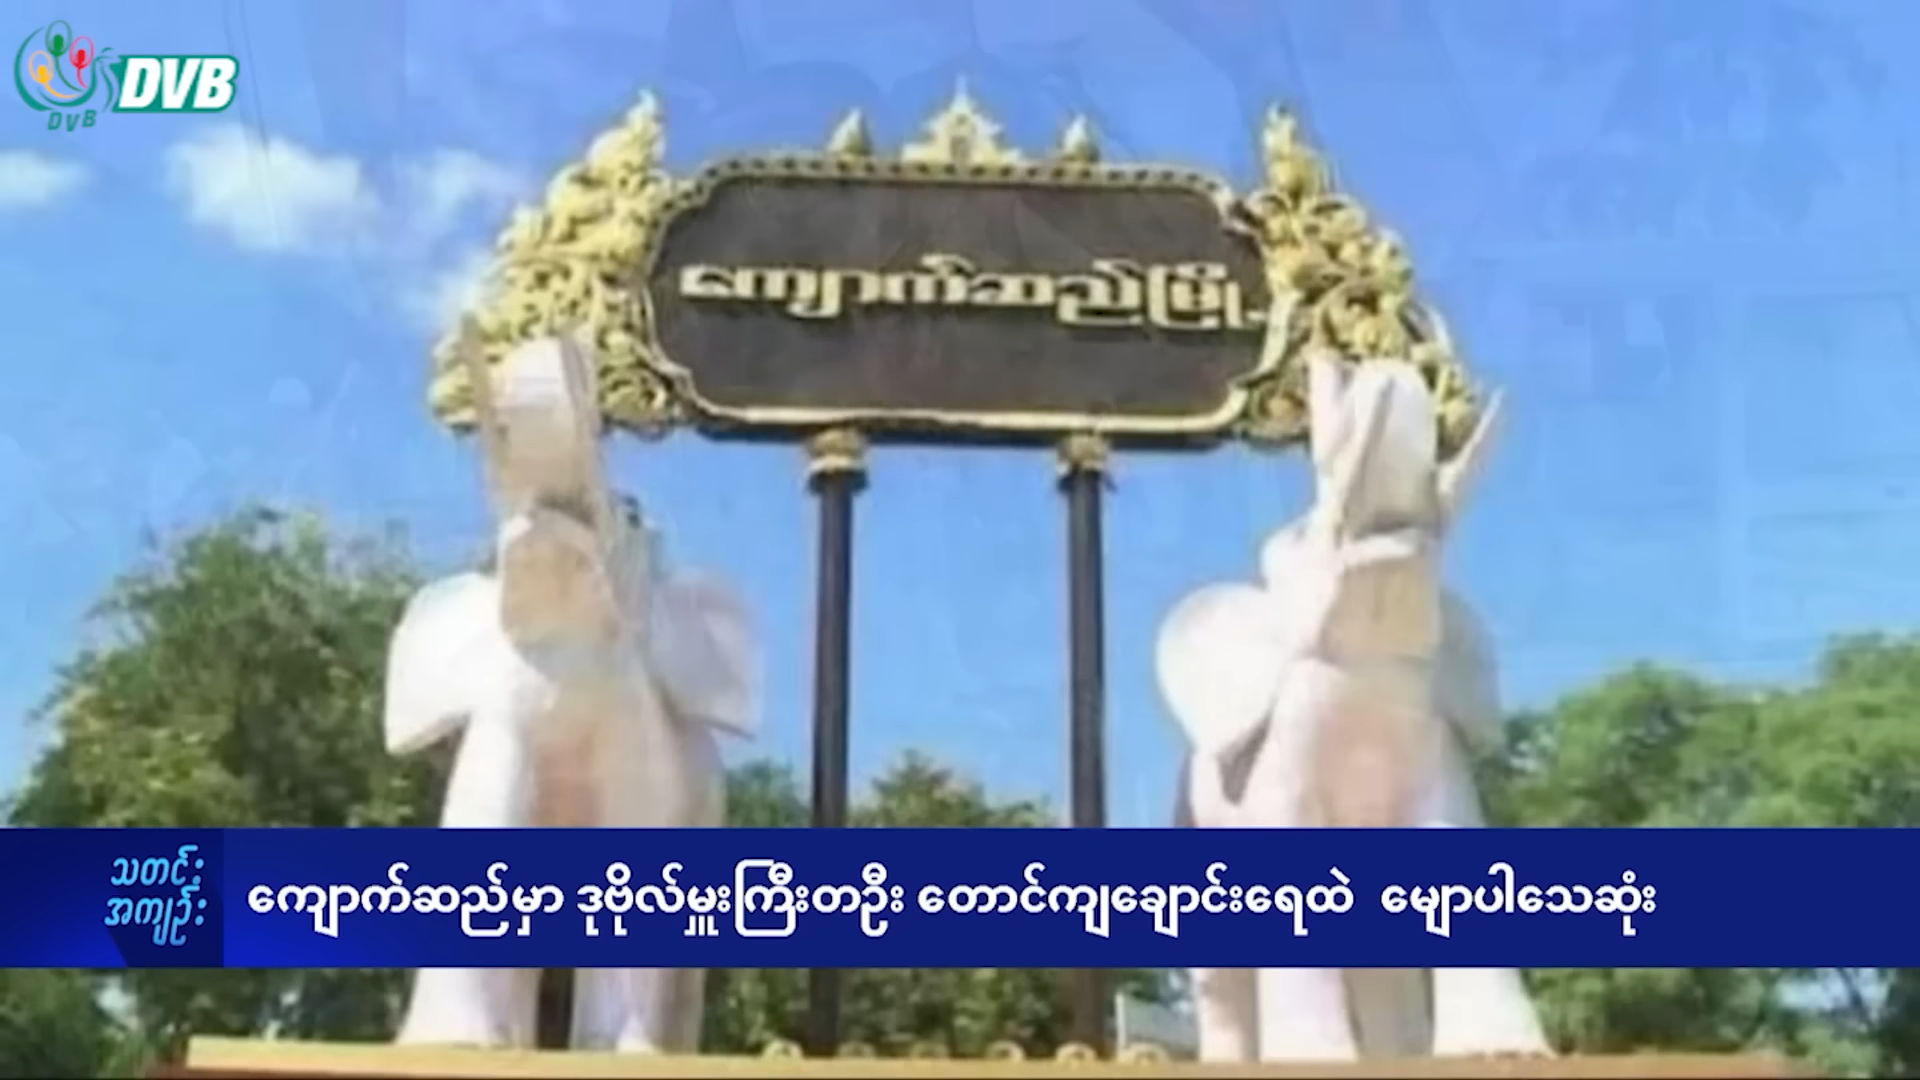 DVB
DVB
ကျောက်ဆည်မြို့
သတင်း
အကျဉ်း
ကျောက်ဆည်မှာ ဒုဗိုလ်မှူးကြီးတဦး တောင်ကျချောင်းရေထဲ မျောပါသေဆုံး